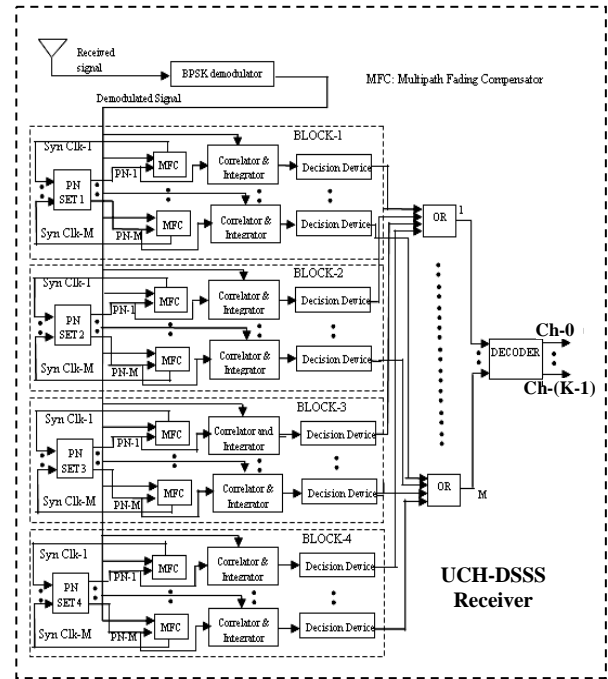 Received
signal
BPSK demodulator
MFC: Multipath Fading Compensator
Demodulated Signal
BLOCK-1
Syn Clk-1
PN
SET 1
PN-1
MFC
Correlator &
Integrator
Decision Device
Syn Clk-M
PN-M
MFC
Correlator &
Integrator
Decision Device
OR
1
BLOCK-2
Syn Clk-1
PN
SET 2
PN-1
MFC
Correlator &
Integrator
Decision Device
Syn Clk-M
PN-M
MFC
Correlator &
Integrator
Decision Device
DECODER
Ch-0
Ch-(K-1)
BLOCK-3
Syn Clk-1
PN
SET 3
PN-1
MFC
Correlator and
Integrator
Decision Device
Syn Clk-M
PN-M
MFC
Correlator &
Integrator
Decision Device
OR
M
BLOCK-4
Syn Clk-1
PN
SET 4
PN-1
MFC
Correlator &
Integrator
Decision Device
Syn Clk-M
PN-M
MFC
Correlator &
Integrator
Decision Device
UCH-DSSS
Receiver